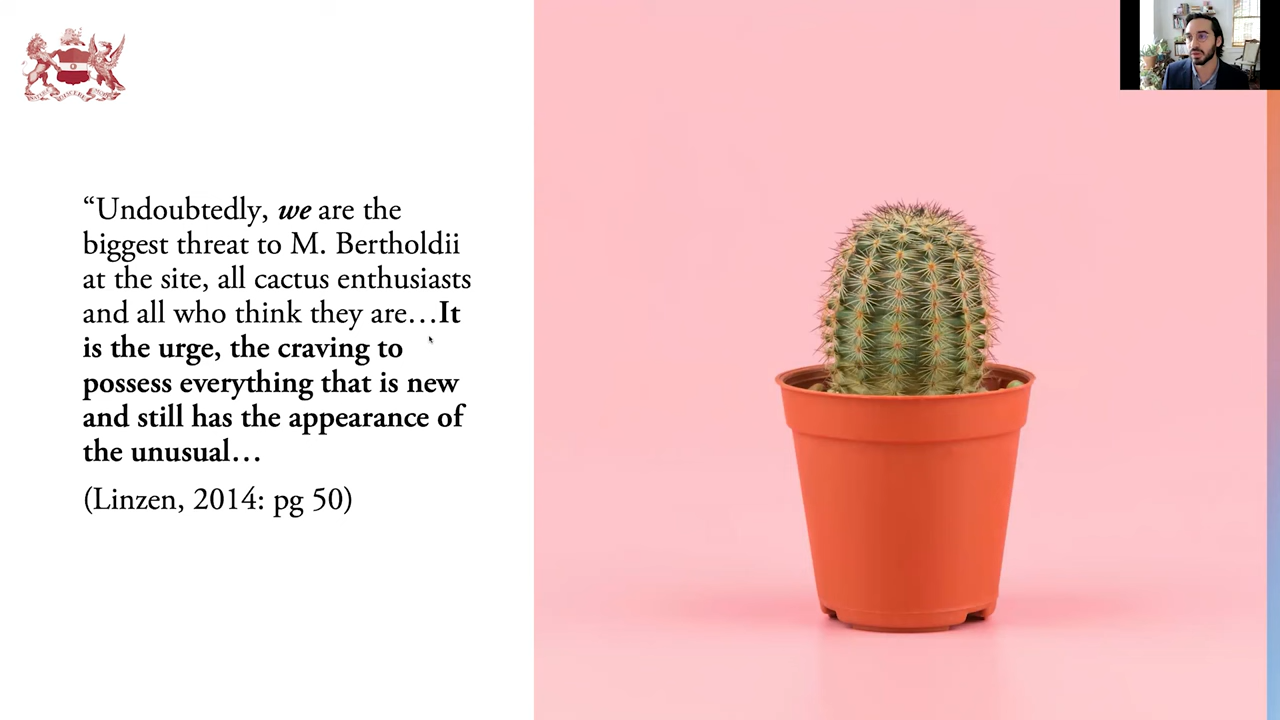 “Undoubtedly, we are the
biggest threat to M. Bertholdii
at the site, all cactus enthusiasts
and all who think they are…It
is the urge, the craving to
possess everything that is new
and still has the appearance of
the unusual…
(Linzen, 2014: pg 50)